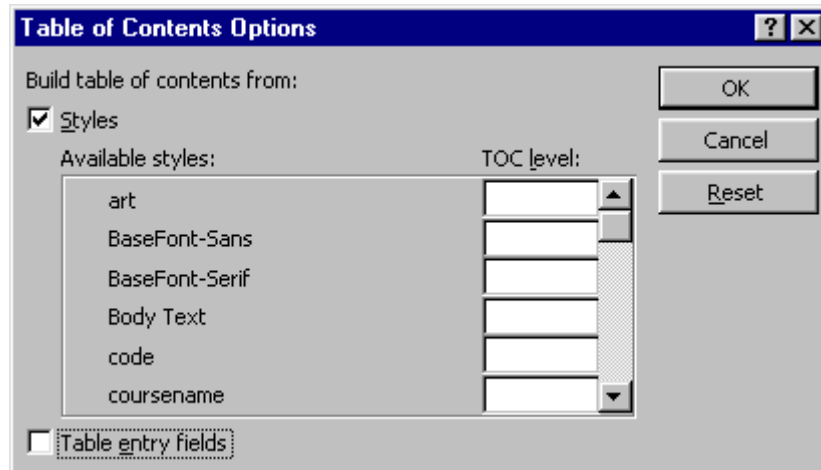 Table of Contents Options
Build table of contents from:
OK
Styles
Cancel
Available styles: TOC level:
Reset
art
BaseFont-Sans
BaseFont-Serif
Body Text
code
coursename
Table entry fields